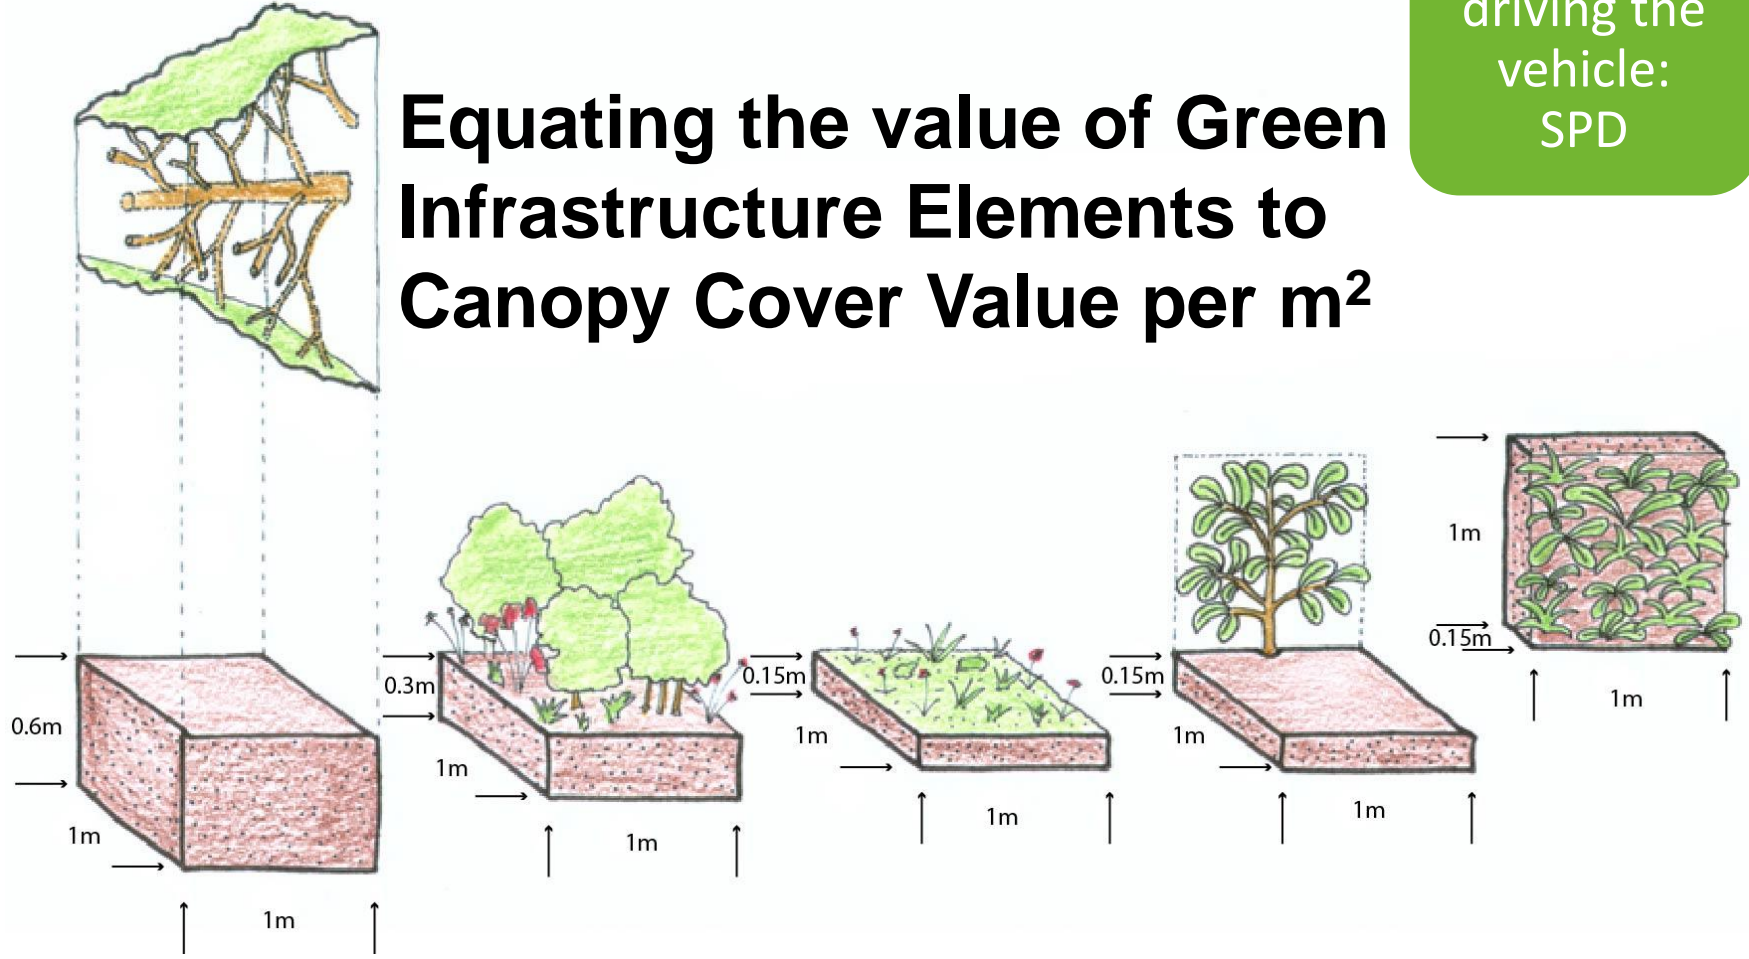 driving the
vehicle:
SPD
Equating the value of Green
Infrastructure Elements to
Canopy Cover Value per m²
0.6m
1m
1m
0.3m
1m
1m
0.15m
1m
1m
0.15m
1m
1m
1m
0.15m
1m